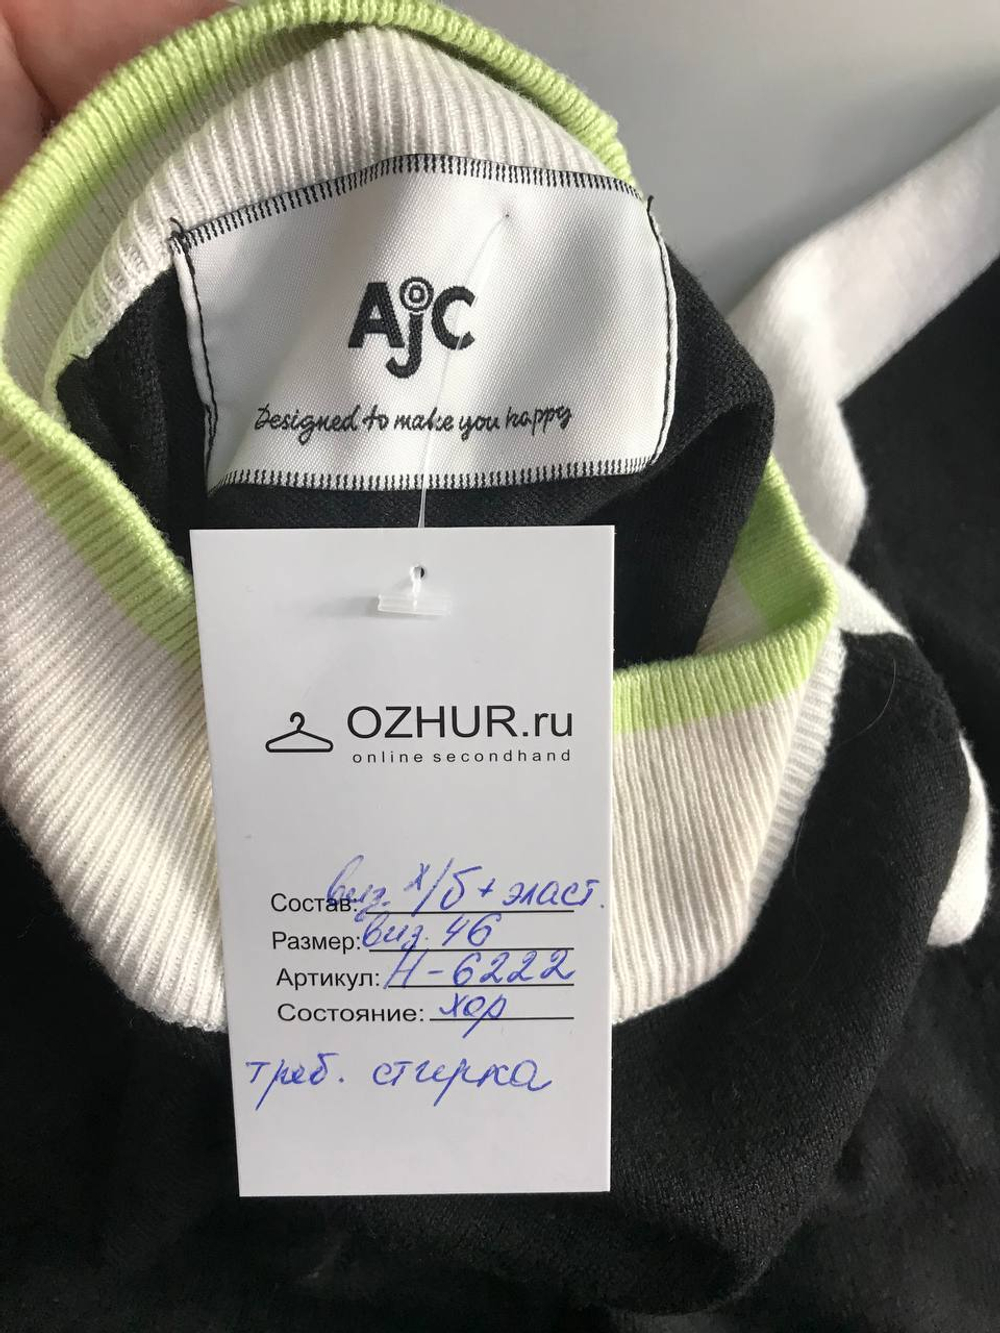 AjC
Designed to make you happy
OZHUR.ru
online secondhand
Состав: виз. х/б + эласт.
Размер: виз. 46
Артикул: Н-6222
Состояние: хор
треб. стирка